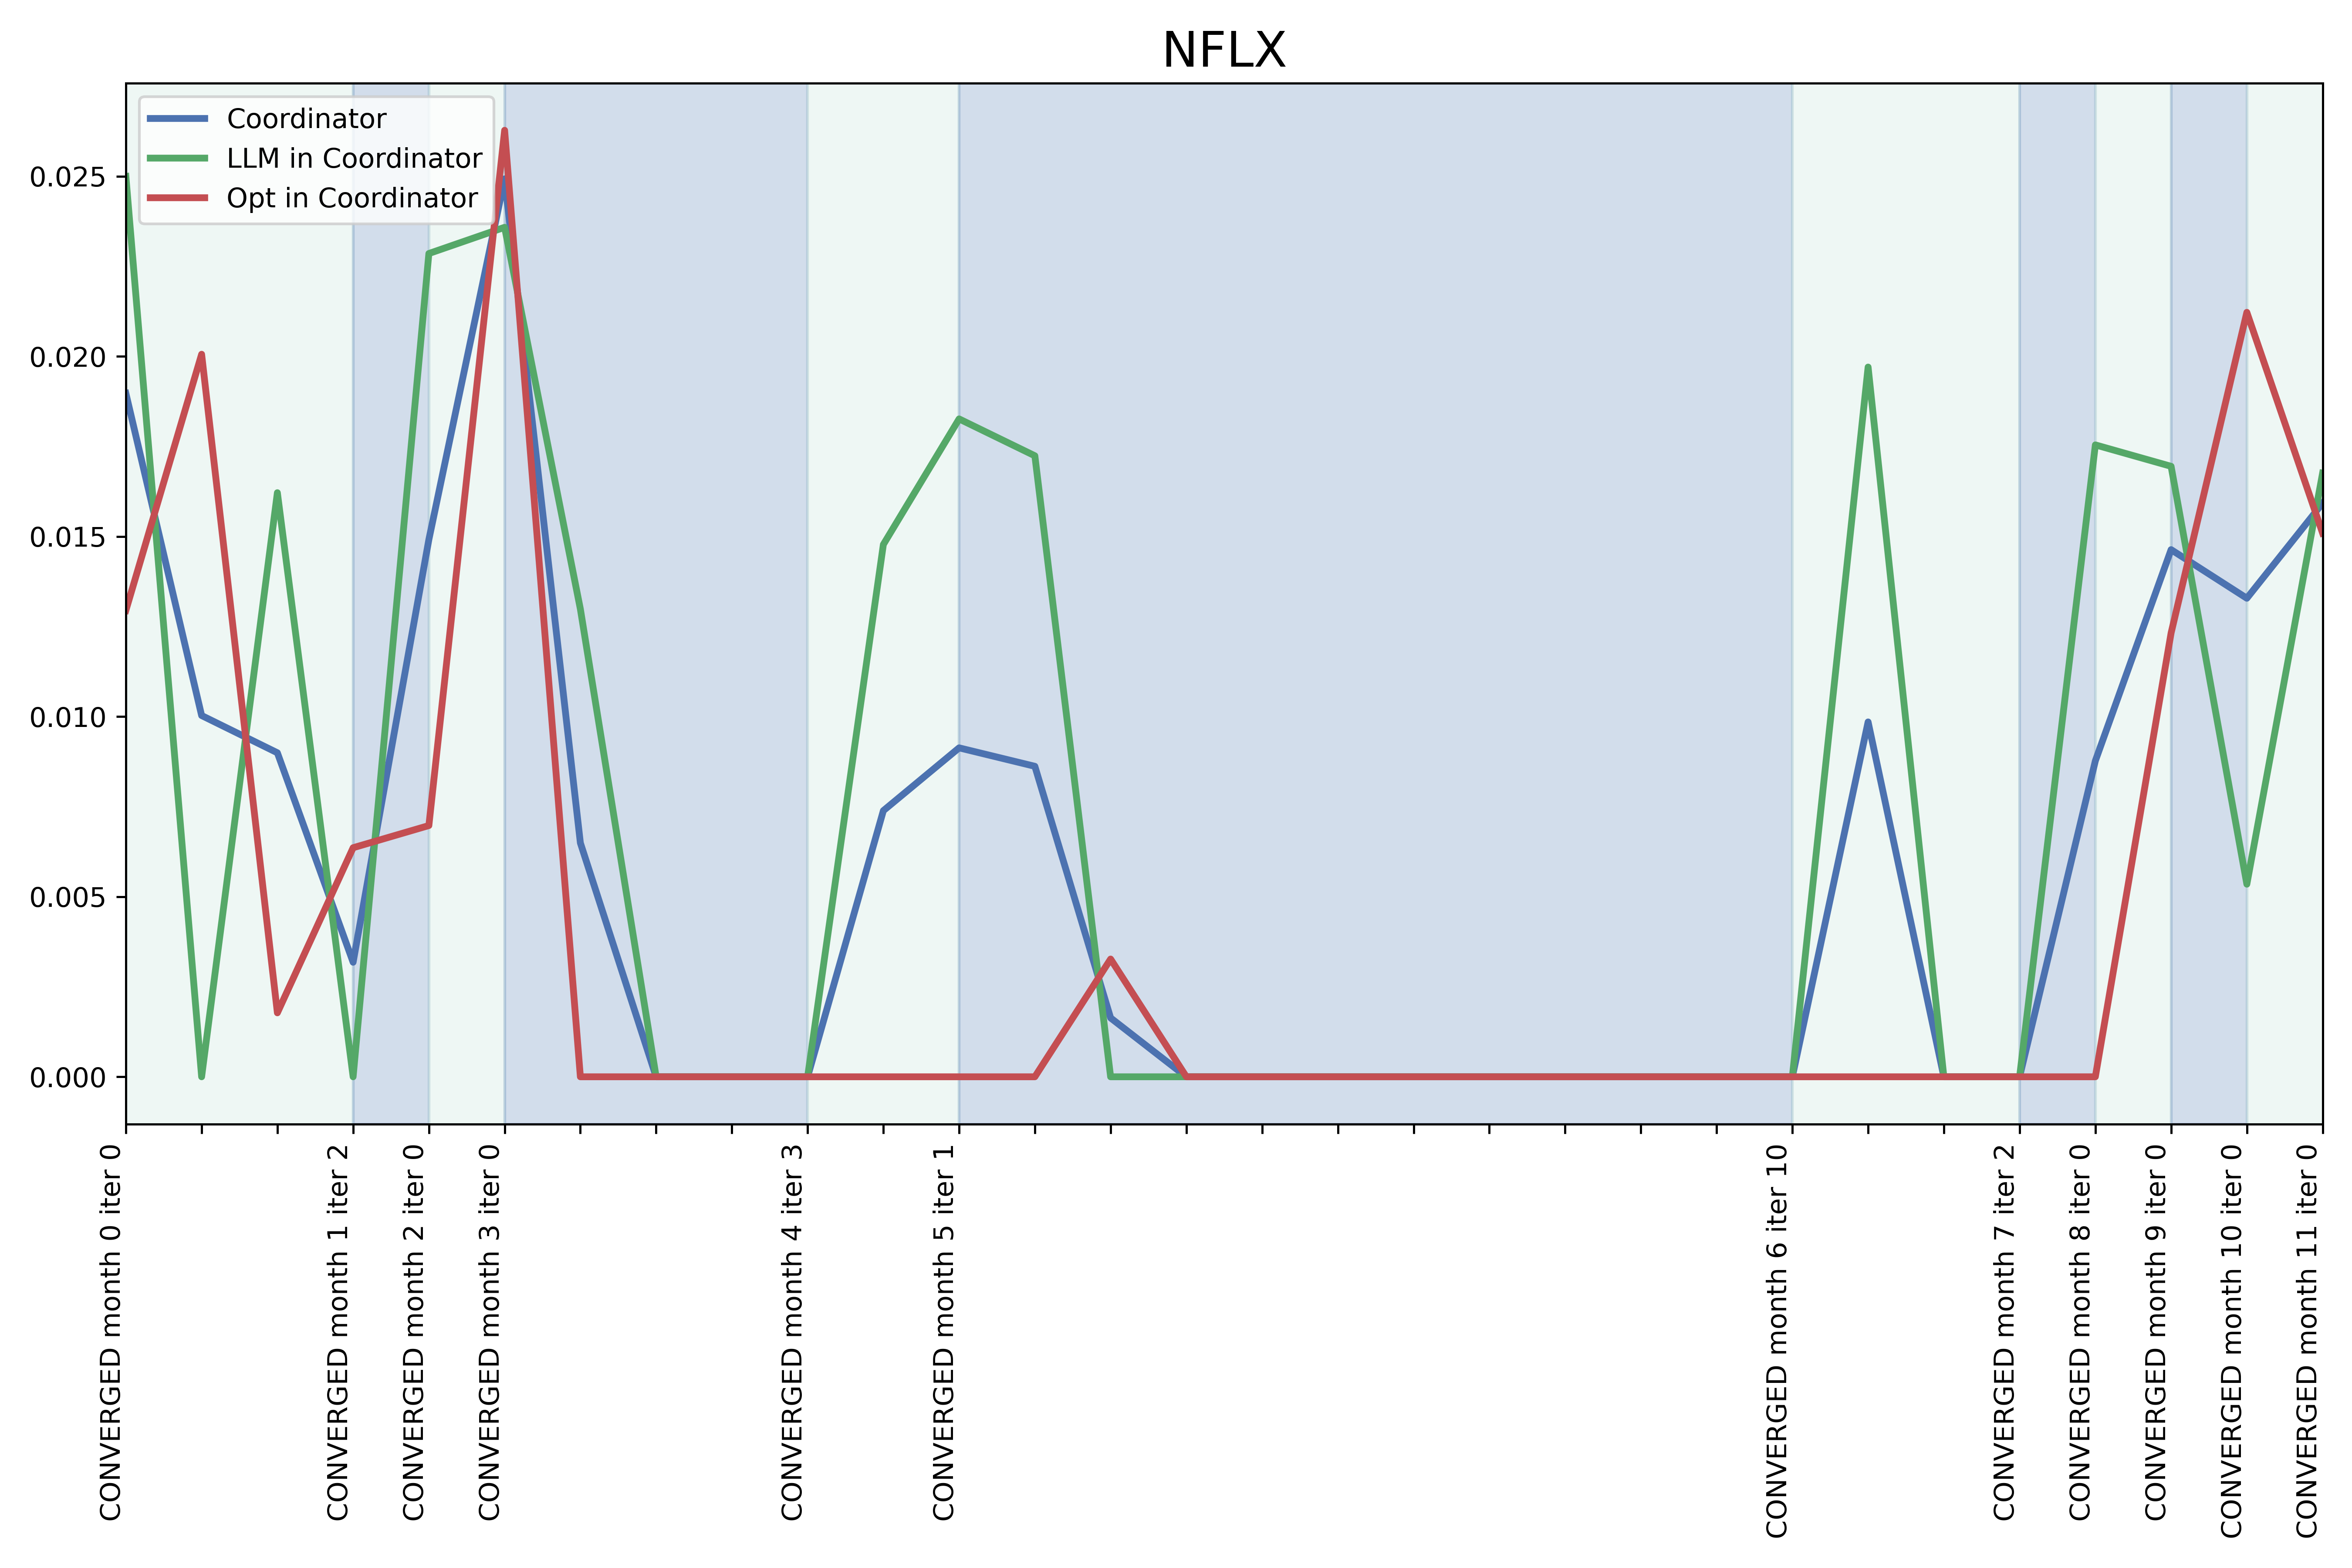 NFLX
Coordinator
LLM in Coordinator
Opt in Coordinator
0.025
0.020
0.015
0.010
0.005
0.000
CONVERGED month 0 iter 0
CONVERGED month 1 iter 2
CONVERGED month 2 iter 0
CONVERGED month 3 iter 0
CONVERGED month 4 iter 3
CONVERGED month 5 iter 1
CONVERGED month 6 iter 10
CONVERGED month 7 iter 2
CONVERGED month 8 iter 0
CONVERGED month 9 iter 0
CONVERGED month 10 iter 0
CONVERGED month 11 iter 0